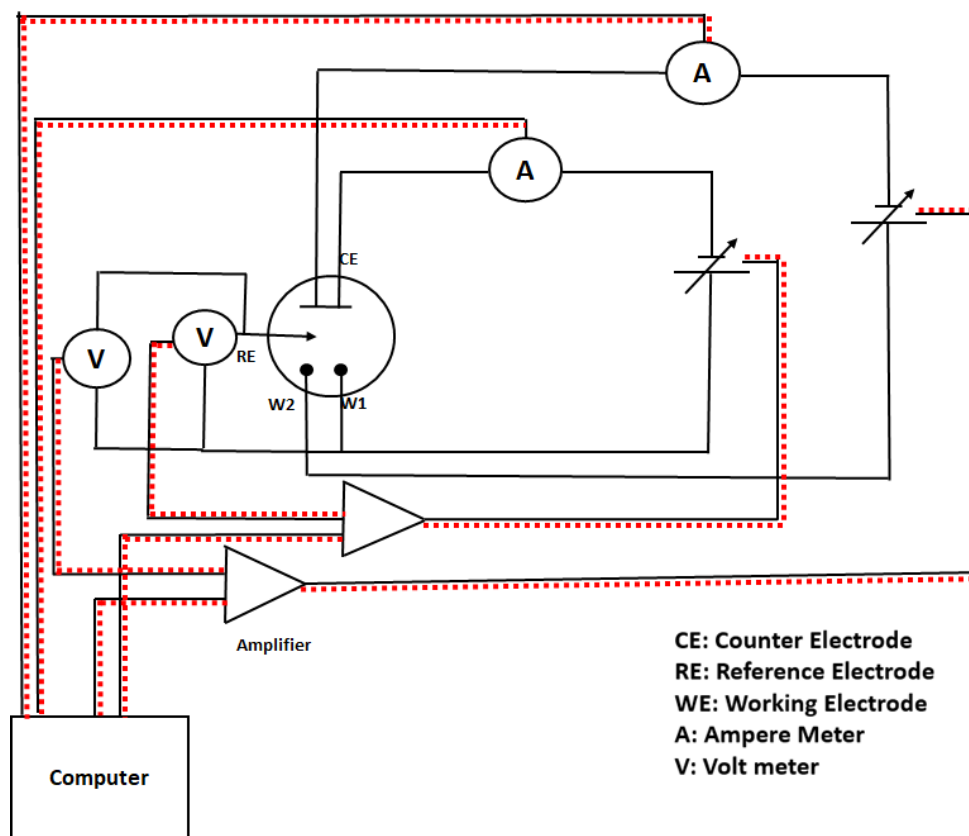 A
A
CE
V
V
RE
W2
W1
Amplifier
CE: Counter Electrode
RE: Reference Electrode
WE: Working Electrode
A: Ampere Meter
V: Volt meter
Computer